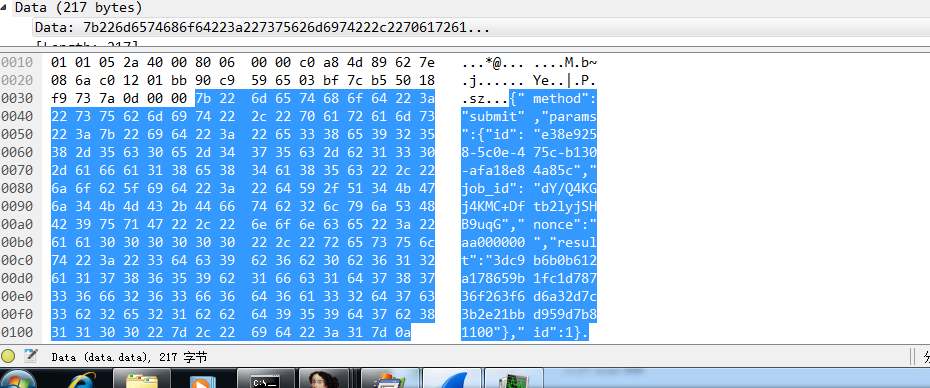 Data (217 bytes)
Data: 7b226d6574686f64223a227375626d6974222c2270617261...
[Length: 217]
0010 01 01 05 2a 40 00 80 06 00 00 c0 a8 4d 89 62 7e ...*@... ....M.b~
0020 08 6a c0 12 01 bb 90 c9 59 65 03 bf 7c cb b5 50 18 .j...... Ye..|.P.
0030 f9 73 7a 0d 00 00 7b 22 6d 65 74 68 6f 64 22 3a .sz...{" method":
0040 22 73 75 62 6d 69 74 22 2c 22 70 61 72 61 6d 73 "submit" ,"params
0050 22 3a 7b 22 69 64 22 3a 22 65 33 38 65 39 32 35 ":{"id": "e38e925
0060 38 2d 35 63 30 65 2d 34 37 35 63 2d 62 31 33 30 8-5c0e-4 75c-b130
0070 2d 61 66 61 31 38 65 38 34 61 38 35 63 22 2c 22 -afa18e8 4a85c","
0080 6a 6f 62 5f 69 64 22 3a 22 64 59 2f 51 34 4b 47 job_id": "dY/Q4KG
0090 6a 34 4b 4d 43 2b 44 66 74 62 32 6c 79 6a 53 48 j4KMC+Df tb2lyjSH
00a0 42 39 75 71 47 22 2c 22 6e 6f 6e 63 65 22 3a 22 B9uqG"," nonce":"
00b0 61 61 30 30 30 30 30 30 22 2c 22 72 65 73 75 6c aa000000 ","resul
00c0 74 22 3a 22 33 64 63 39 62 36 62 30 62 36 31 32 t":"3dc9 b6b0b612
00d0 61 31 37 38 36 35 39 62 31 66 63 31 64 37 38 37 a178659b 1fc1d787
00e0 33 36 66 32 36 33 66 36 64 36 61 33 32 64 37 63 36f263f6 d6a32d7c
00f0 33 62 32 65 32 31 62 62 64 39 35 39 64 37 62 38 3b2e21bb d959d7b8
0100 31 31 30 30 22 7d 2c 22 69 64 22 3a 31 7d 0a 1100"}," id":1}.
Data (data.data), 217 字节